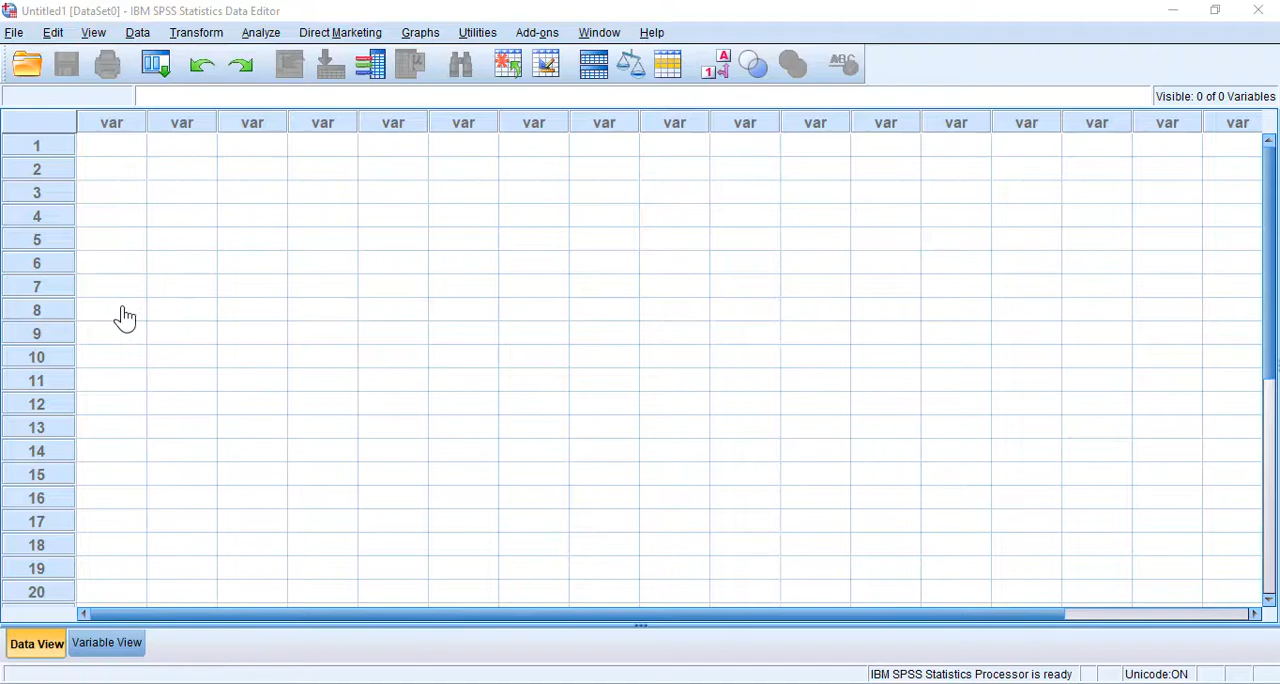 Untitled1 [DataSet0] - IBM SPSS Statistics Data Editor
File Edit View Data Transform Analyze Direct Marketing Graphs Utilities Add-ons Window Help
A
1
ABC
Visible: 0 of 0 Variables
var var var var var var var var var var var var var var var var var
1
2
3
4
5
6
7
8
9
10
11
12
13
14
15
16
17
18
19
20
Data View Variable View
IBM SPSS Statistics Processor is ready Unicode:ON